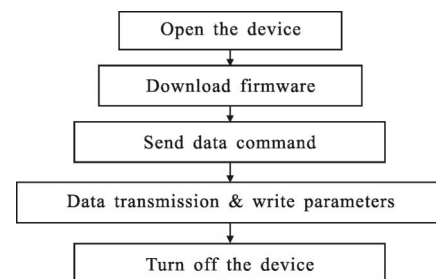 Open the device
Download firmware
Send data command
Data transmission & write parameters
Turn off the device